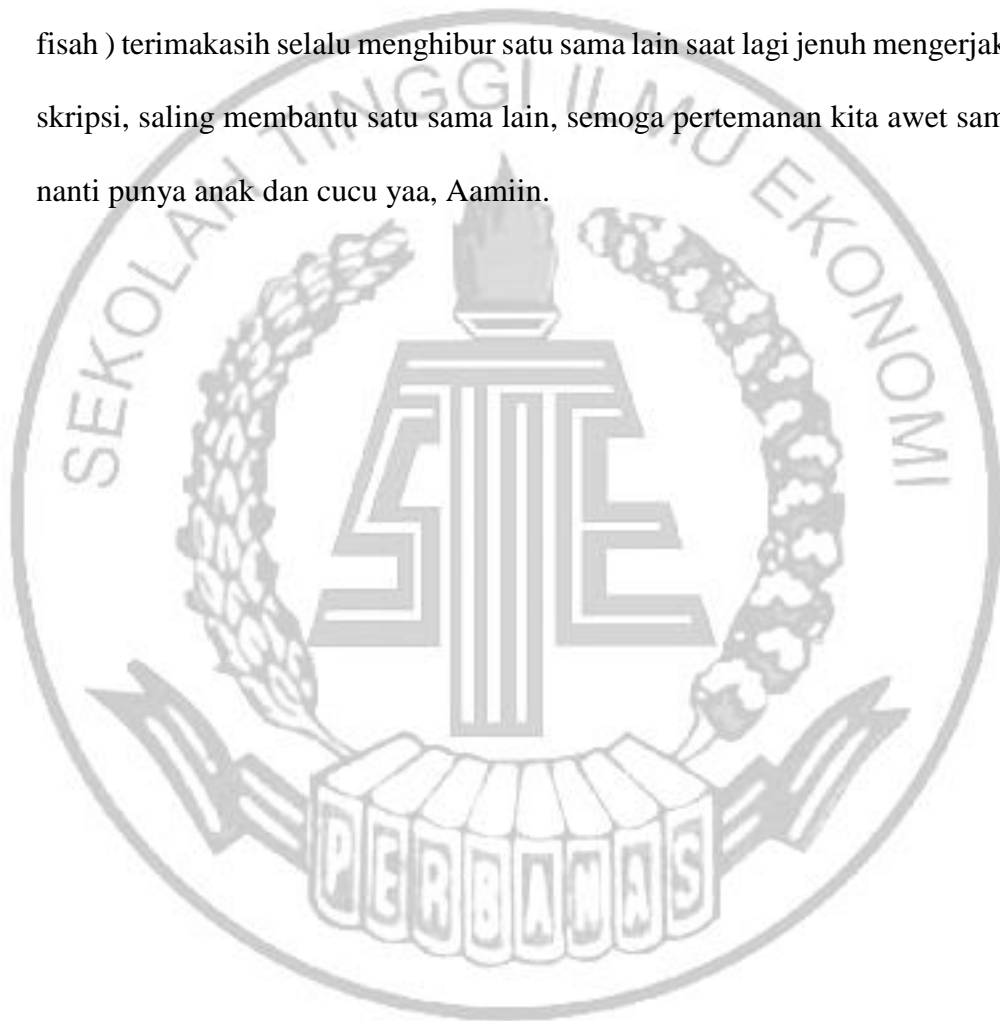 fisah ) terimakasih selalu menghibur satu sama lain saat lagi jenuh mengerjak
skripsi, saling membantu satu sama lain, semoga pertemanan kita awet sam
nanti punya anak dan cucu yaa, Aamiin.
SEKOLAH TINGGI ILMU EKONOMI
STIE
PERBANAS